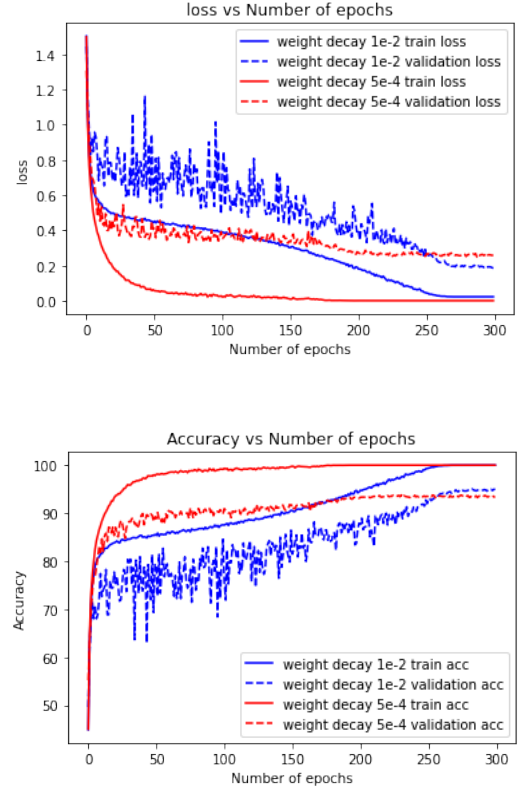 loss vs Number of epochs
1.4
1.2
1.0
0.8
0.6
0.4
0.2
0.0
loss
weight decay 1e-2 train loss
weight decay 1e-2 validation loss
weight decay 5e-4 train loss
weight decay 5e-4 validation loss
0 50 100 150 200 250 300
Number of epochs
Accuracy vs Number of epochs
100
90
80
70
60
50
Accuracy
weight decay 1e-2 train acc
weight decay 1e-2 validation acc
weight decay 5e-4 train acc
weight decay 5e-4 validation acc
0 50 100 150 200 250 300
Number of epochs